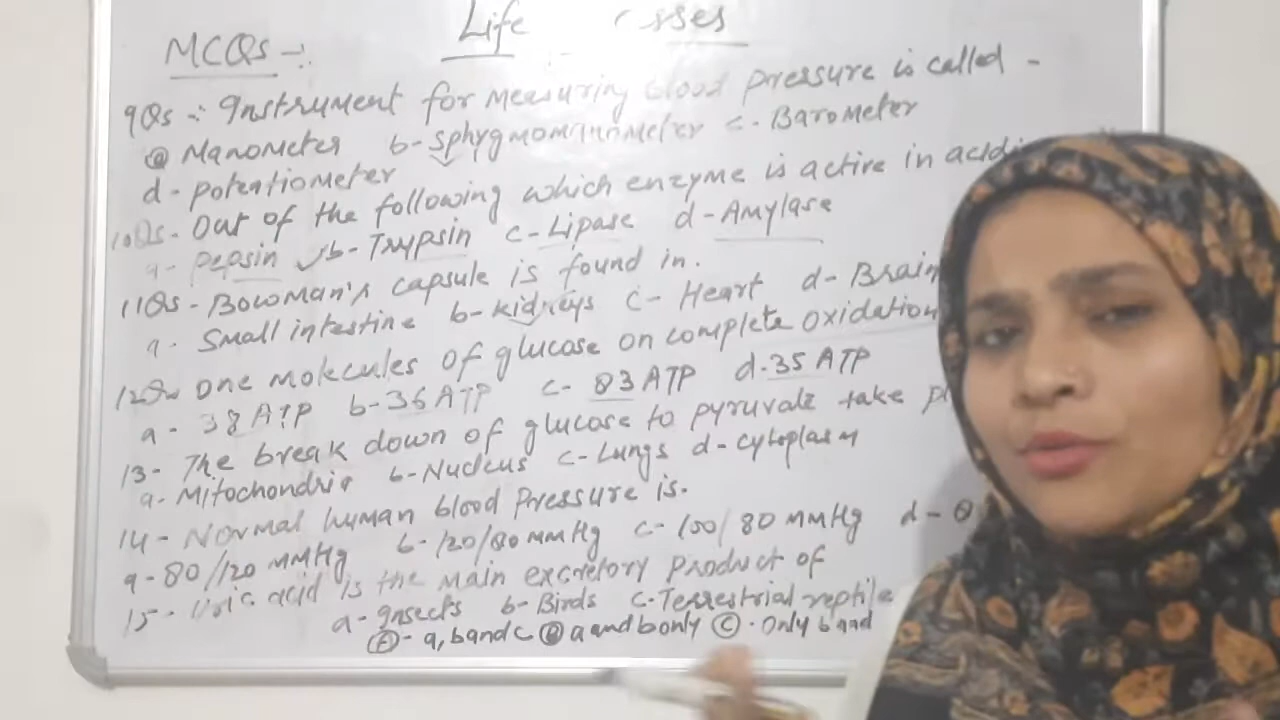 Life
MCQs -:.
9Qs :- Instrument for measuring blood pressure is called -
a Manometer b- Sphygmomanometer c- Barometer
d- potentiometer
10Qs- Out of the following which enzyme is active in
a- Pepsin b- Trypsin c- Lipase d- Amylase
11Qs - Bowman's capsule is found in.
a- Small intestine b- kidneys c- Heart d- Brain
12Qs one molecules of glucose on complete oxidation
a- 38 ATP b- 36 ATP c- 83 ATP d. 35 ATP
13- The break down of glucose to pyruvate take
a- Mitochondria b- Nucleus c- Lungs d- cytoplasm
14- Normal human blood pressure is.
a- 80/120 mmHg b- 120/80 mmHg c- 100/80 mmHg d-
15- Uric acid is the main excretory product of
a- Insects b- Birds c- Terrestrial reptile
a, b and c B a and b only C . Only b and